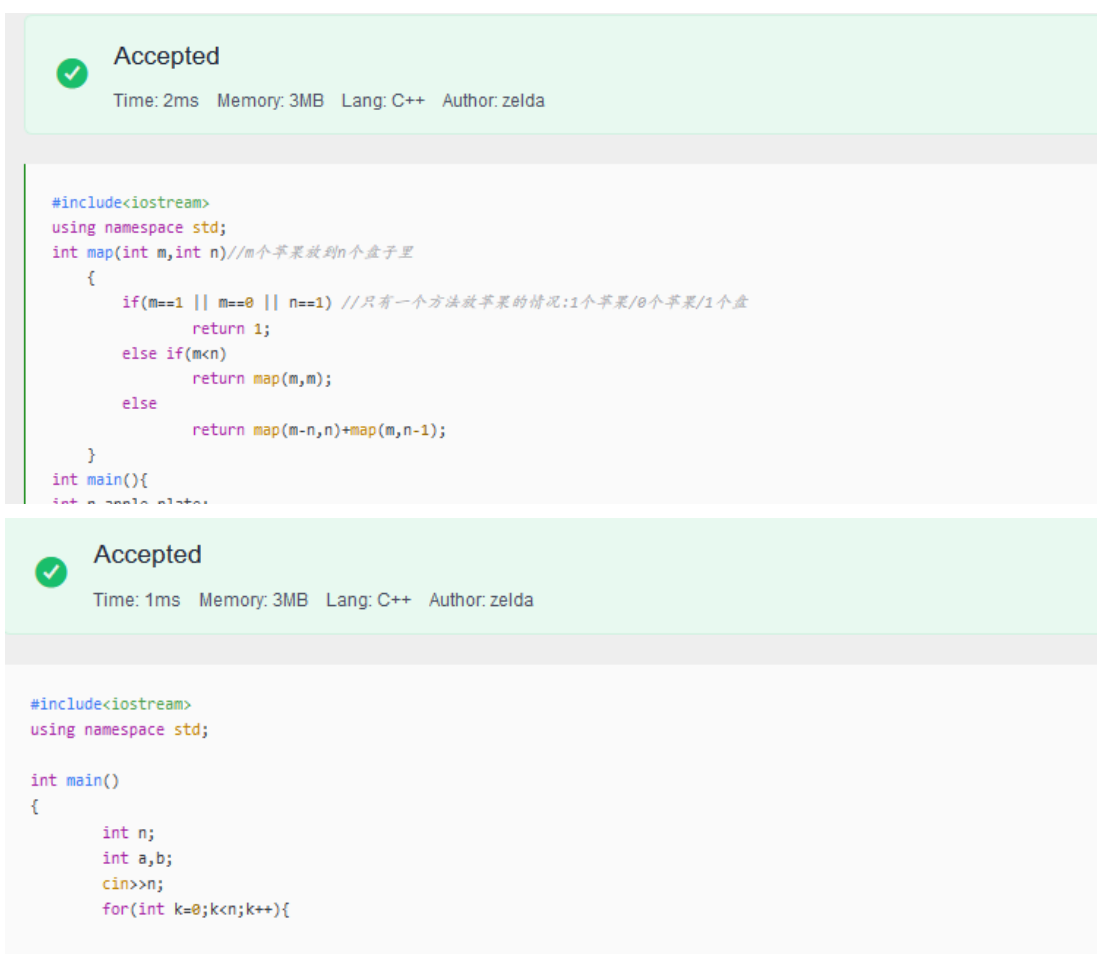 Accepted
Time: 2ms Memory: 3MB Lang: C++ Author: zelda
#include<iostream>
using namespace std;
int map(int m,int n)//m个苹果放到n个盘子里
{
if(m==1 || m==0 || n==1) //只有一个方法放苹果的情况:1个苹果/0个苹果/1个盘
return 1;
else if(m<n)
return map(m,m);
else
return map(m-n,n)+map(m,n-1);
}
int main(){
int n,apple,plate;
Accepted
Time: 1ms Memory: 3MB Lang: C++ Author: zelda
#include<iostream>
using namespace std;
int main()
{
int n;
int a,b;
cin>>n;
for(int k=0;k<n;k++){